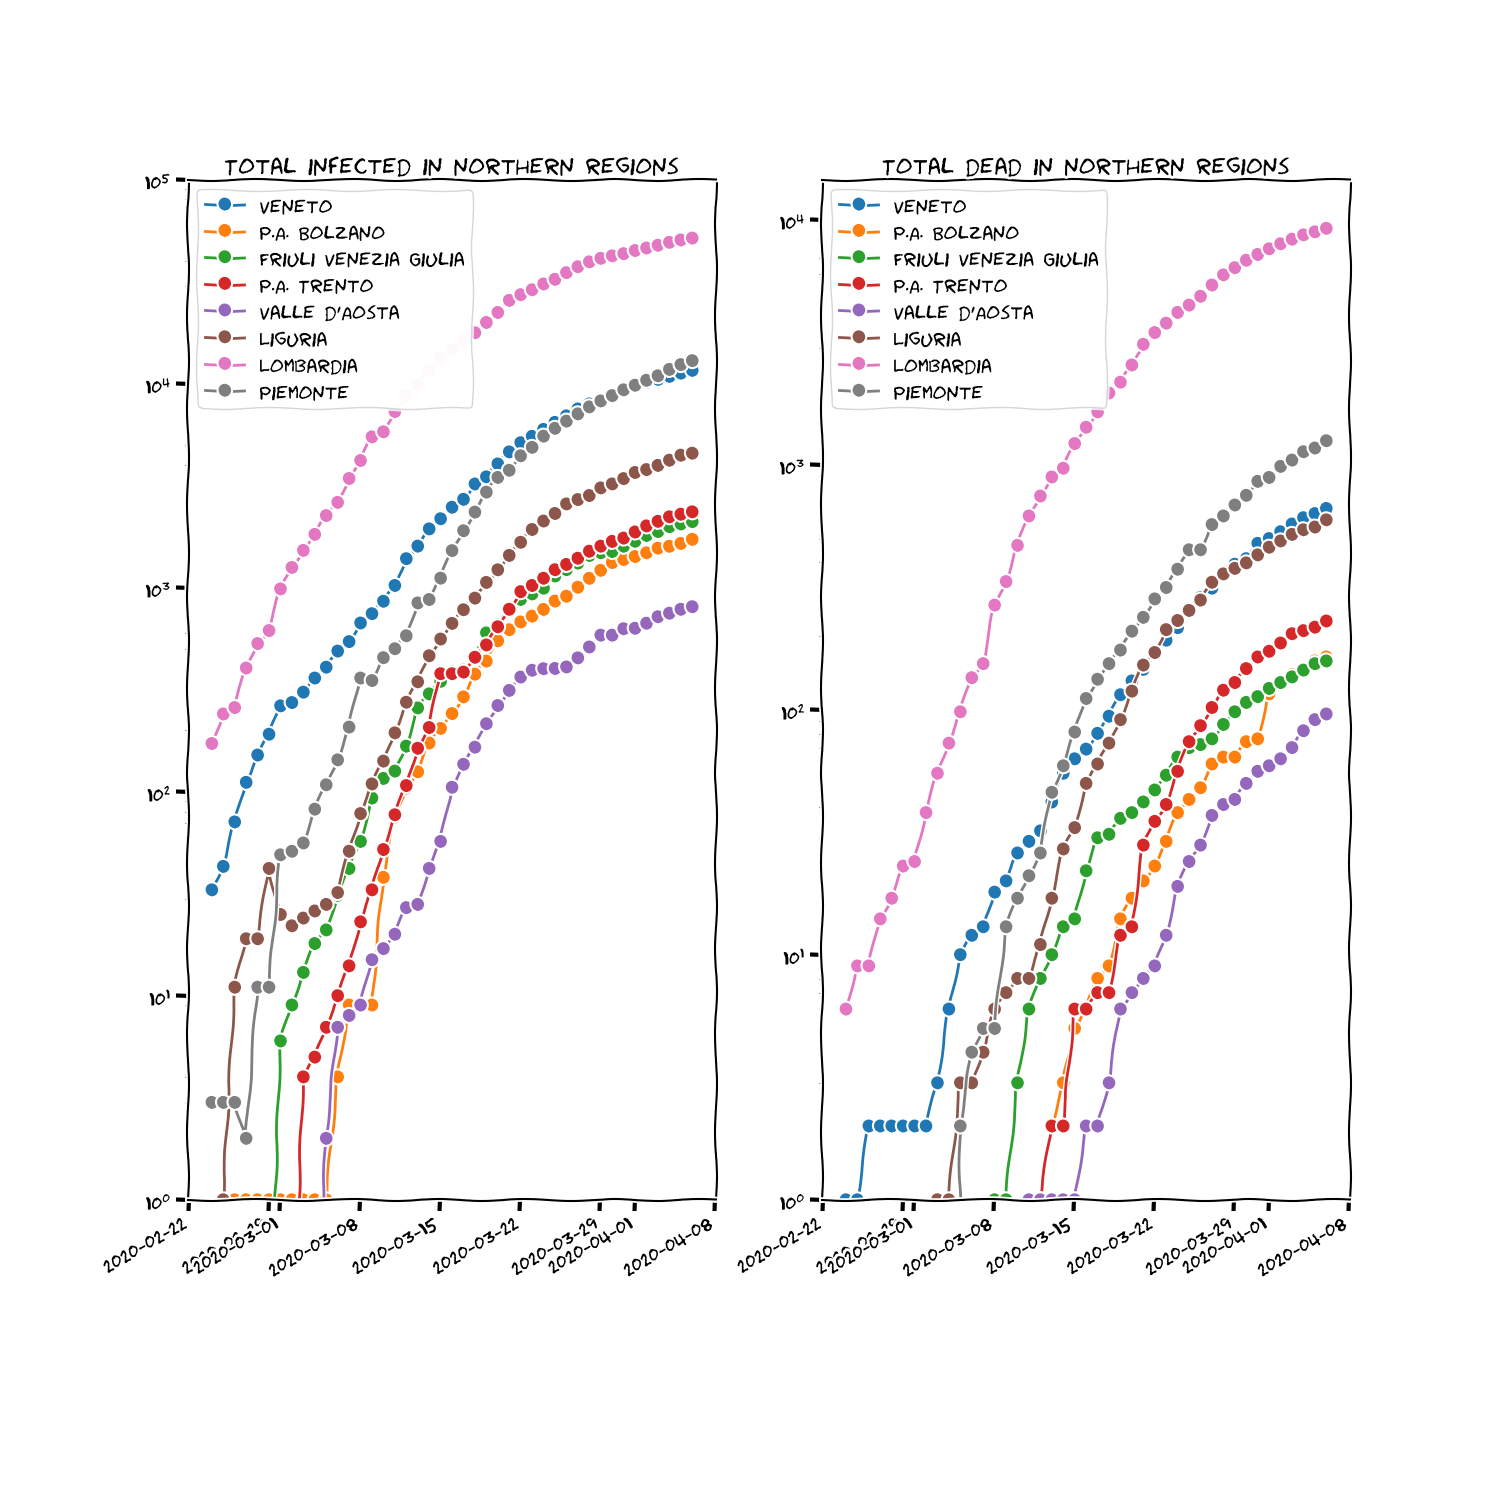 TOTAL INFECTED IN NORTHERN REGIONS
10⁵
10⁴
10³
10²
10¹
10⁰
VENETO
P.A. BOLZANO
FRIULI VENEZIA GIULIA
P.A. TRENTO
VALLE D'AOSTA
LIGURIA
LOMBARDIA
PIEMONTE
2020-02-22
2020-03-01
2020-03-08
2020-03-15
2020-03-22
2020-03-29
2020-04-01
2020-04-08
TOTAL DEAD IN NORTHERN REGIONS
10⁴
10³
10²
10¹
10⁰
VENETO
P.A. BOLZANO
FRIULI VENEZIA GIULIA
P.A. TRENTO
VALLE D'AOSTA
LIGURIA
LOMBARDIA
PIEMONTE
2020-02-22
2020-03-01
2020-03-08
2020-03-15
2020-03-22
2020-03-29
2020-04-01
2020-04-08